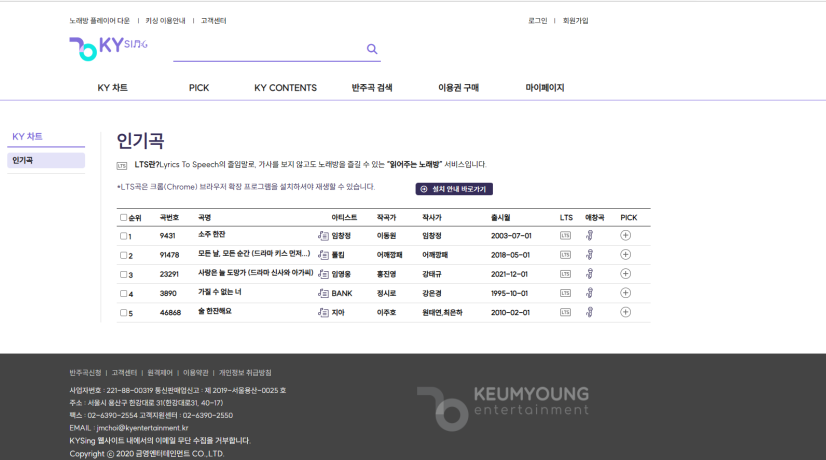 노래방 플레이어 다운 | 키싱 이용안내 | 고객센터
로그인 | 회원가입
KYSING
KY 차트 PICK KY CONTENTS 반주곡 검색 이용권 구매 마이페이지
KY 차트
인기곡
인기곡
LTS LTS란?Lyrics To Speech의 줄임말로, 가사를 보지 않고도 노래방을 즐길 수 있는 "읽어주는 노래방" 서비스입니다.
*LTS곡은 크롬(Chrome) 브라우저 확장 프로그램을 설치하셔야 재생할 수 있습니다.
설치 안내 바로가기
순위 곡번호 곡명 아티스트 작곡가 작사가 출시월 LTS 애창곡 PICK
1 9431 소주 한잔 임창정 이동원 임창정 2003-07-01 LTS
2 91478 모든 날, 모든 순간 (드라마 키스 먼저...) 폴킴 어깨깡패 어깨깡패 2018-05-01 LTS
3 23291 사랑은 늘 도망가 (드라마 신사와 아가씨) 임영웅 홍진영 강태규 2021-12-01 LTS
4 3890 가질 수 없는 너 BANK 정시로 강은경 1995-10-01 LTS
5 46868 술 한잔해요 지아 이주호 원태연,최은하 2010-02-01 LTS
반주곡신청 | 고객센터 | 원격제어 | 이용약관 | 개인정보 취급방침
사업자번호 : 221-88-00319 통신판매업신고 : 제 2019-서울용산-0025 호
주소 : 서울시 용산구 한강대로 31(한강대로31, 40-17)
팩스 : 02-6390-2554 고객지원센터 : 02-6390-2550
EMAIL : jmchoi@kyentertainment.kr
KYSing 웹사이트 내에서의 이메일 무단 수집을 거부합니다.
Copyright ⓒ 2020 금영엔터테인먼트 CO.,LTD.
KEUMYOUNG
entertainment